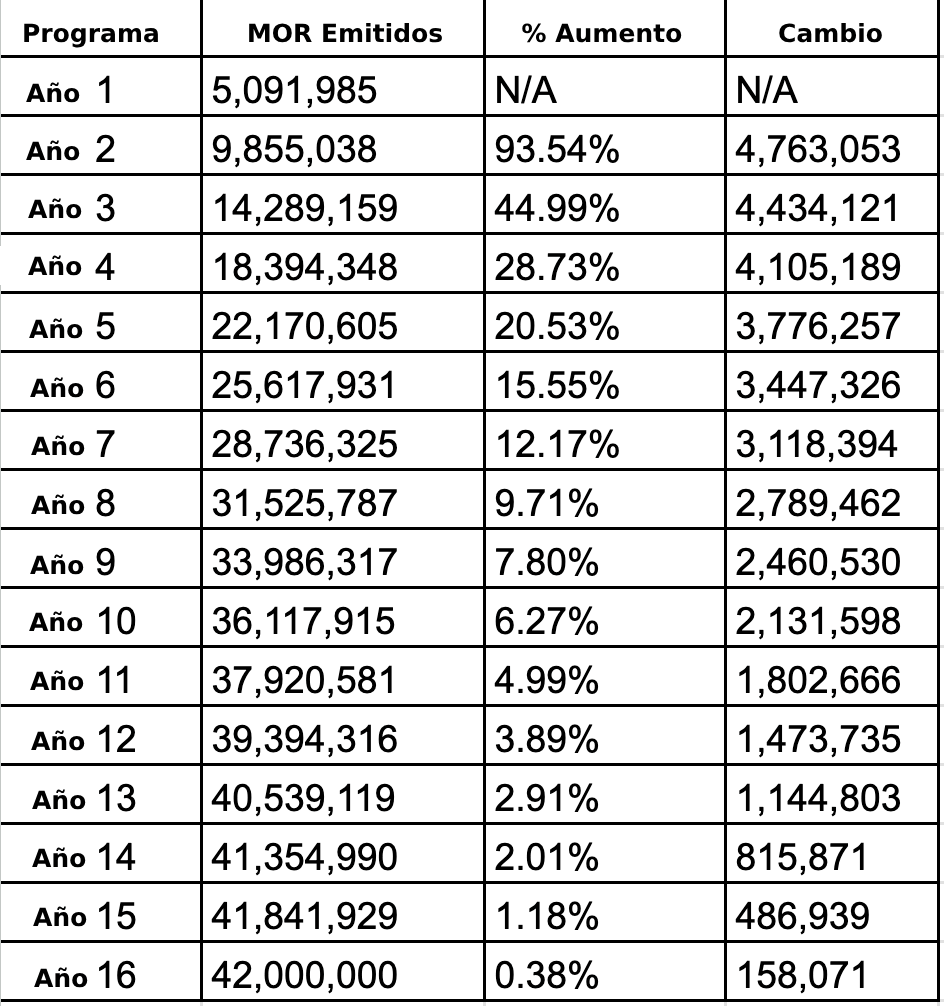 Programa MOR Emitidos % Aumento Cambio
Año 1 5,091,985 N/A N/A
Año 2 9,855,038 93.54% 4,763,053
Año 3 14,289,159 44.99% 4,434,121
Año 4 18,394,348 28.73% 4,105,189
Año 5 22,170,605 20.53% 3,776,257
Año 6 25,617,931 15.55% 3,447,326
Año 7 28,736,325 12.17% 3,118,394
Año 8 31,525,787 9.71% 2,789,462
Año 9 33,986,317 7.80% 2,460,530
Año 10 36,117,915 6.27% 2,131,598
Año 11 37,920,581 4.99% 1,802,666
Año 12 39,394,316 3.89% 1,473,735
Año 13 40,539,119 2.91% 1,144,803
Año 14 41,354,990 2.01% 815,871
Año 15 41,841,929 1.18% 486,939
Año 16 42,000,000 0.38% 158,071